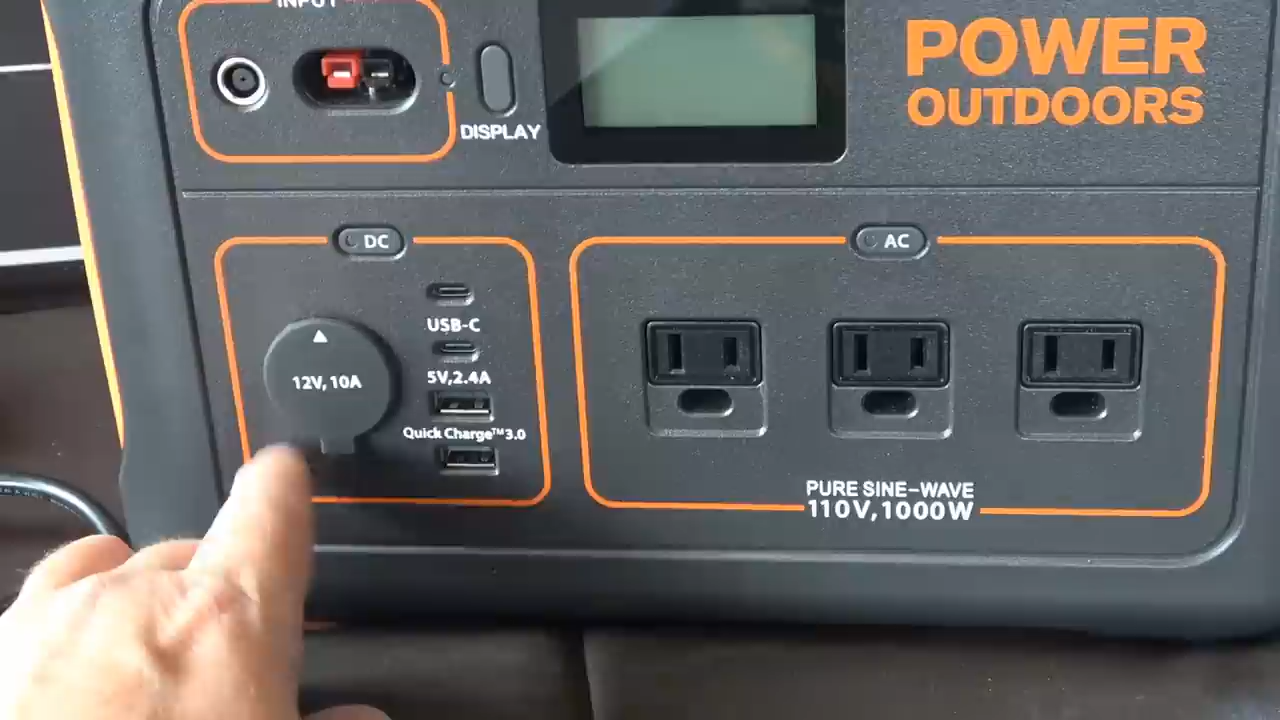 INPUT
DISPLAY
POWER
OUTDOORS
DC
12V, 10A
USB-C
5V,2.4A
Quick Charge™3.0
AC
PURE SINE-WAVE
110V,1000W